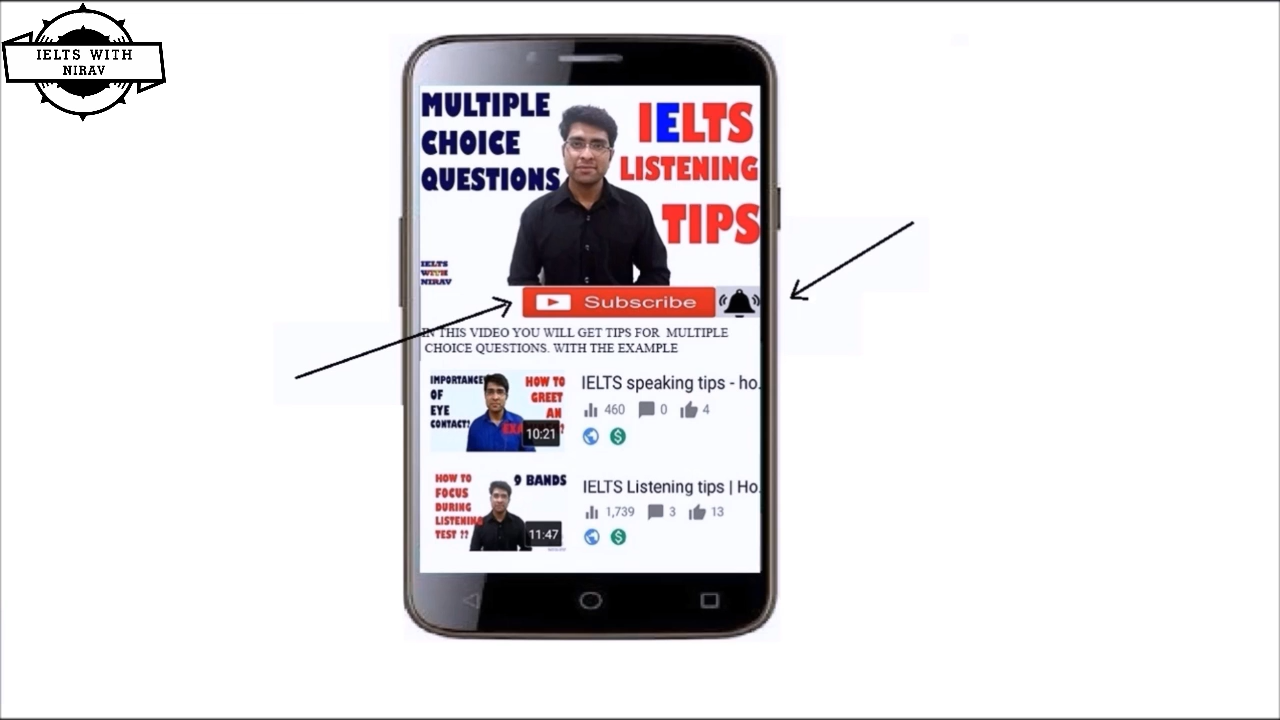 IELTS WITH
NIRAV
MULTIPLE
CHOICE
QUESTIONS
IELTS
LISTENING
TIPS
IELTS
WITH
NIRAV
Subscribe
IN THIS VIDEO YOU WILL GET TIPS FOR MULTIPLE
CHOICE QUESTIONS. WITH THE EXAMPLE
IMPORTANCE
OF
EYE
CONTACT?
HOW TO
GREET
AN
10:21
IELTS speaking tips - ho.
460 0 4
HOW TO
FOCUS
DURING
LISTENING
TEST ??
9 BANDS
11:47
IELTS Listening tips | Ho.
1,739 3 13